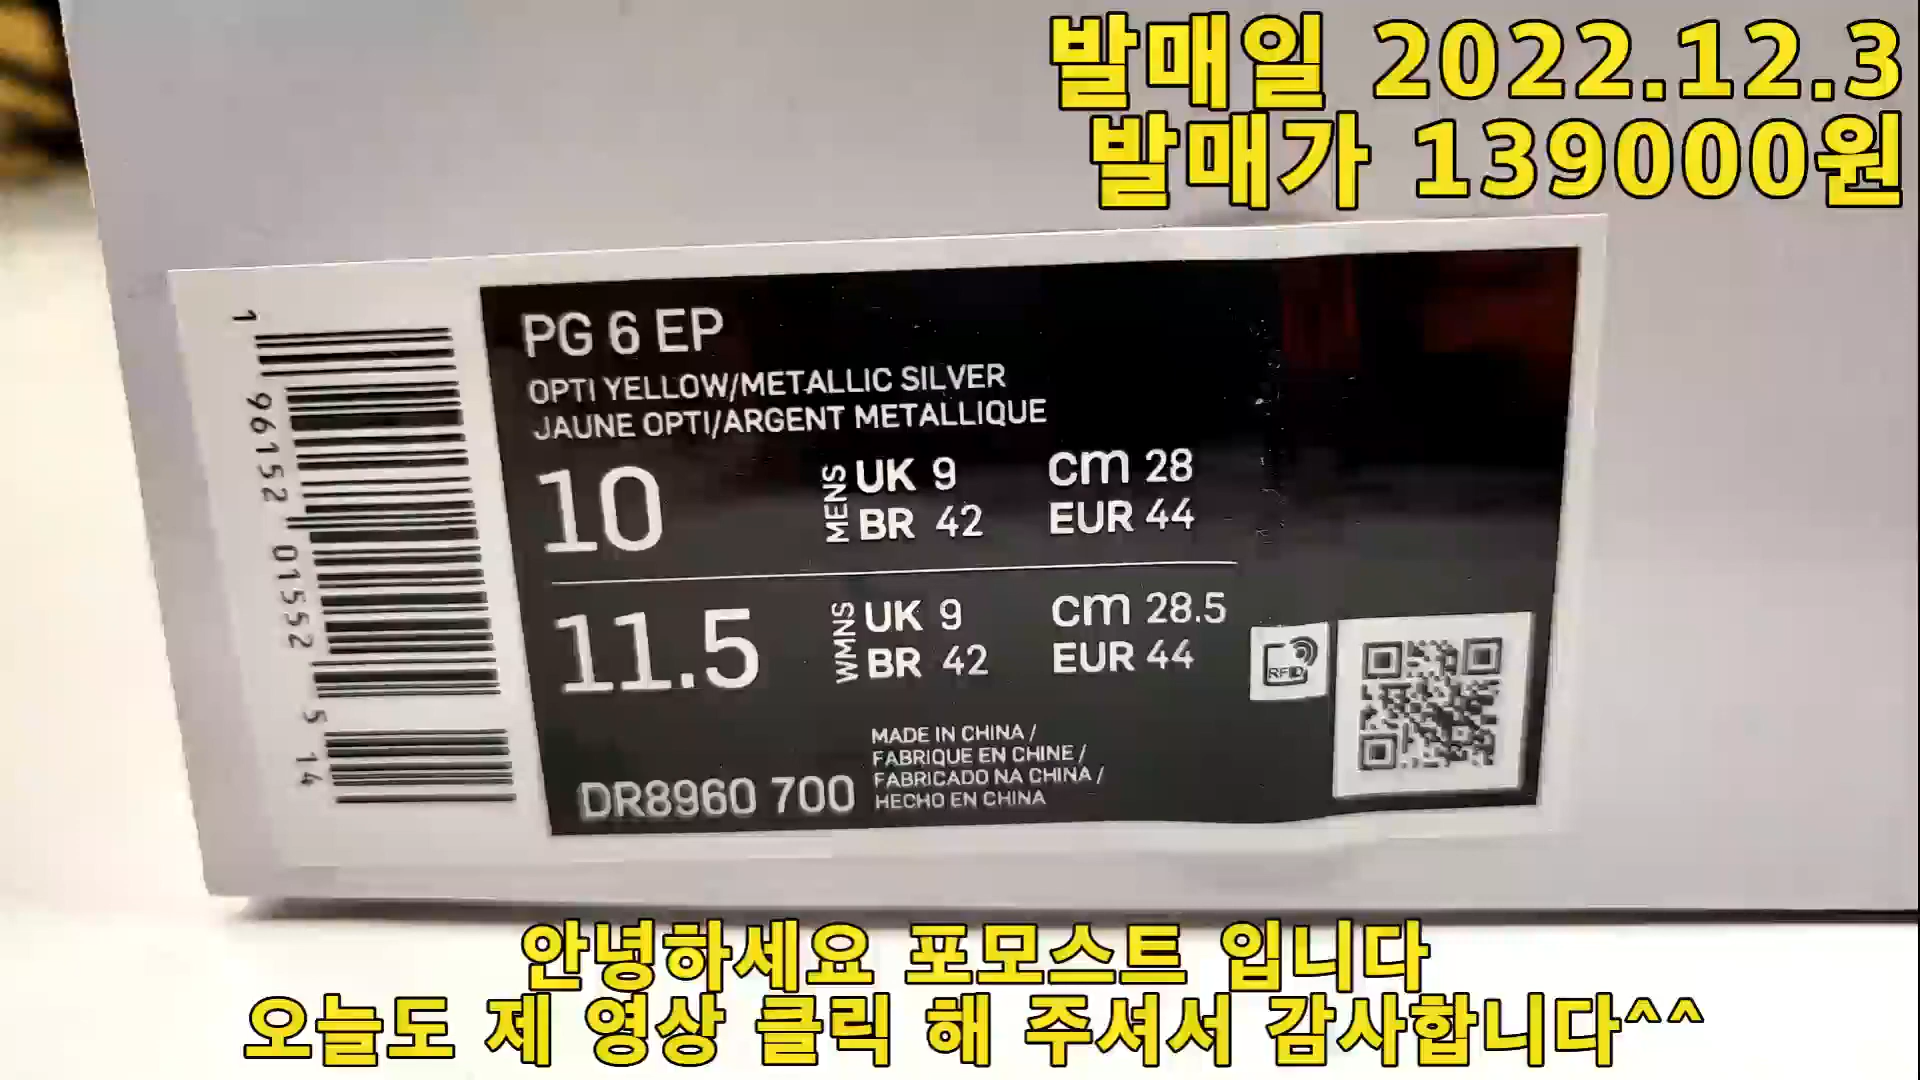 발매일 2022.12.3
발매가 139000원
PG 6 EP
OPTI YELLOW/METALLIC SILVER
JAUNE OPTI/ARGENT METALLIQUE
10
MENS
UK 9
BR 42
cm 28
EUR 44
11.5
WMNS
UK 9
BR 42
cm 28.5
EUR 44
RFID
MADE IN CHINA /
FABRIQUE EN CHINE /
FABRICADO NA CHINA /
HECHO EN CHINA
DR8960 700
1 96152 01552 5 14
안녕하세요 포모스트 입니다
오늘도 제 영상 클릭 해 주셔서 감사합니다^^